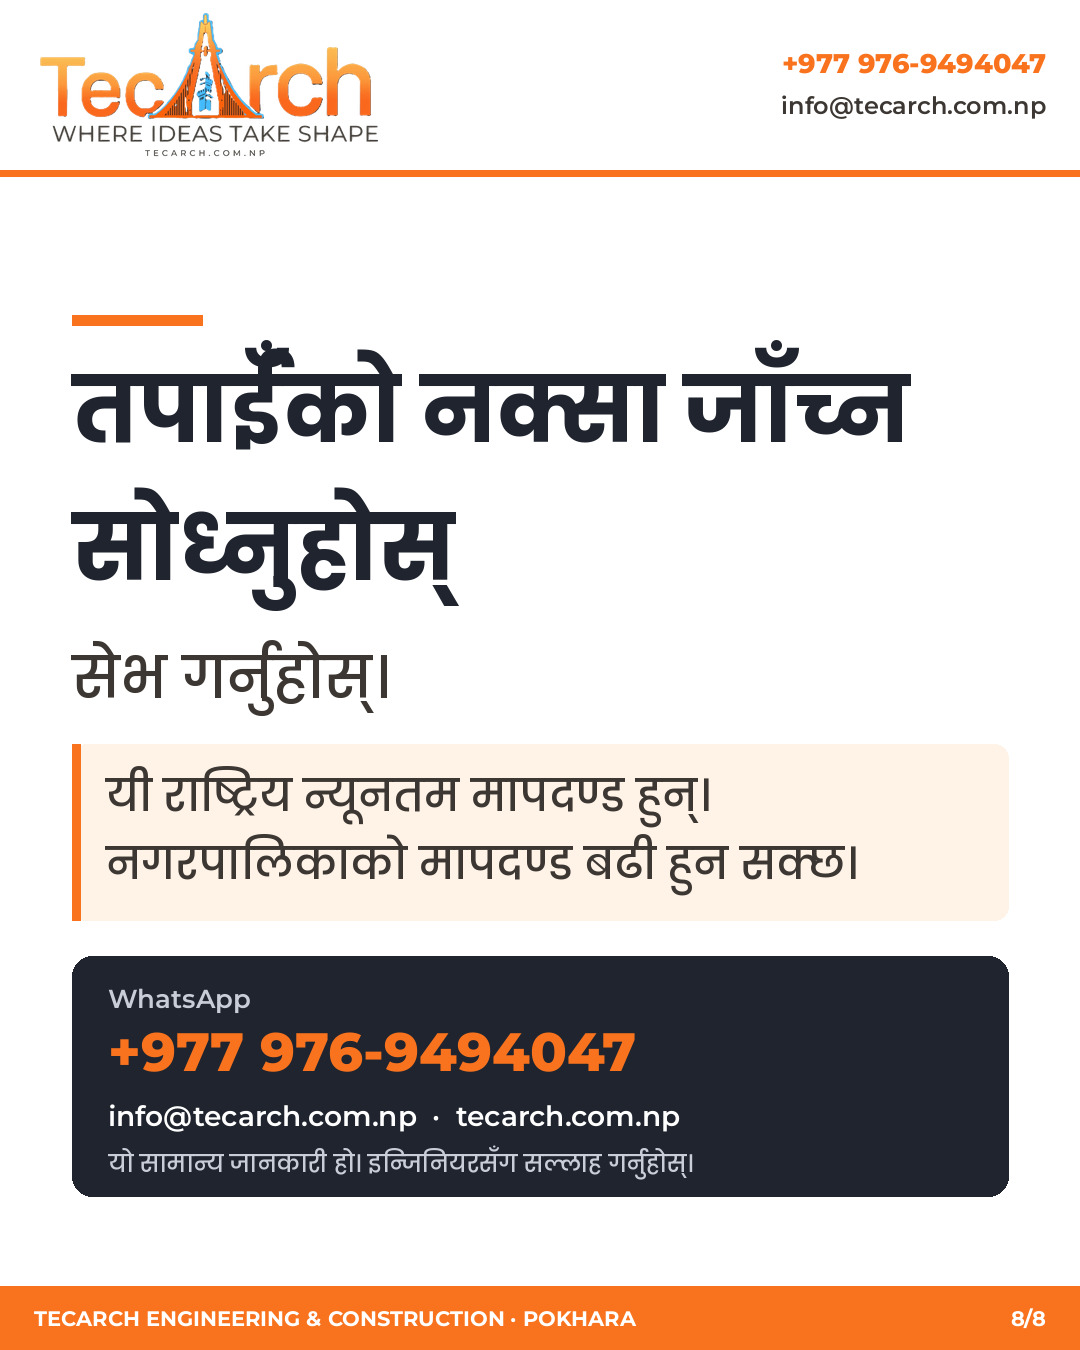 TecArch
WHERE IDEAS TAKE SHAPE
TECARCH.COM.NP
+977 976-9494047
info@tecarch.com.np
तपाईँको नक्सा जाँच्न
सोध्नुहोस्
सेभ गर्नुहोस्।
यी राष्ट्रिय न्यूनतम मापदण्ड हुन्।
नगरपालिकाको मापदण्ड बढी हुन सक्छ।
WhatsApp
+977 976-9494047
info@tecarch.com.np · tecarch.com.np
यो सामान्य जानकारी हो। इन्जिनियरसँग सल्लाह गर्नुहोस्।
TECARCH ENGINEERING & CONSTRUCTION · POKHARA
8/8